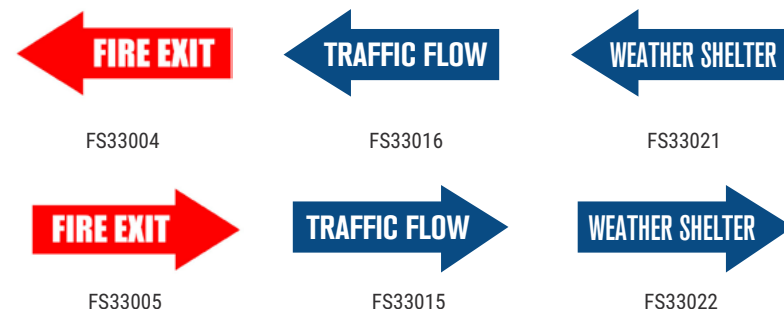 FIRE EXIT
TRAFFIC FLOW
WEATHER SHELTER
FS33004
FS33016
FS33021
FIRE EXIT
TRAFFIC FLOW
WEATHER SHELTER
FS33005
FS33015
FS33022